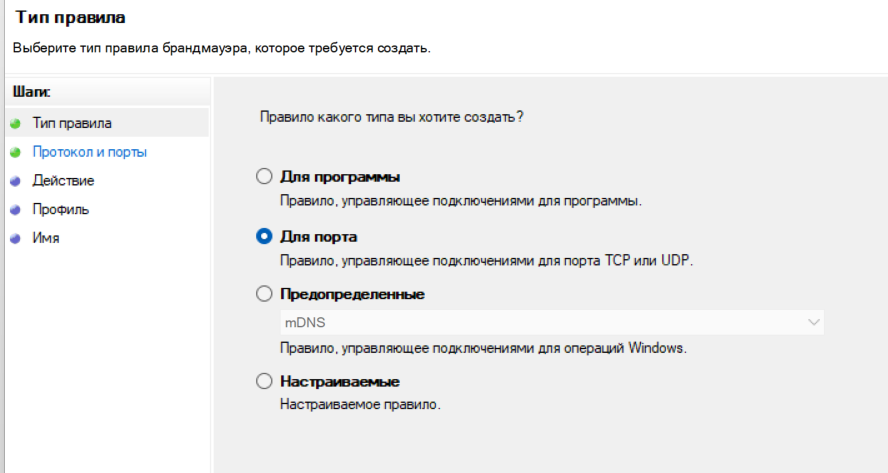 Тип правила
Выберите тип правила брандмауэра, которое требуется создать.
Шаги:
Тип правила
Протокол и порты
Действие
Профиль
Имя
Правило какого типа вы хотите создать?
Для программы
Правило, управляющее подключениями для программы.
Для порта
Правило, управляющее подключениями для порта TCP или UDP.
Предопределенные
mDNS
Правило, управляющее подключениями для операций Windows.
Настраиваемые
Настраиваемое правило.